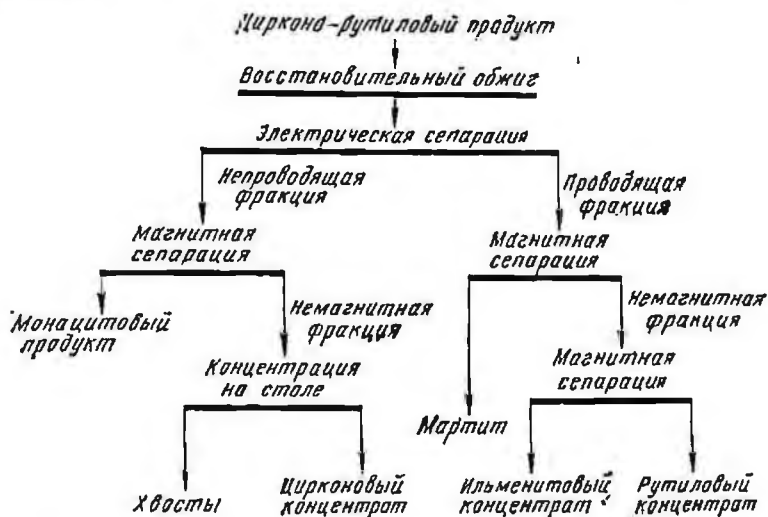 Циркона-рутиловый продукт
Восстановительный обжиг
Электрическая сепарация
Непроводящая
фракция
Проводящая
фракция
Магнитная
сепарация
Магнитная
сепарация
Монацитовый
продукт
Немагнитная
фракция
Немагнитная
фракция
Концентрация
на столе
Магнитная
сепарация
Мартит
Хвосты
Цирконовый
концентрат
Ильменитовый
концентрат
Рутиловый
концентрат